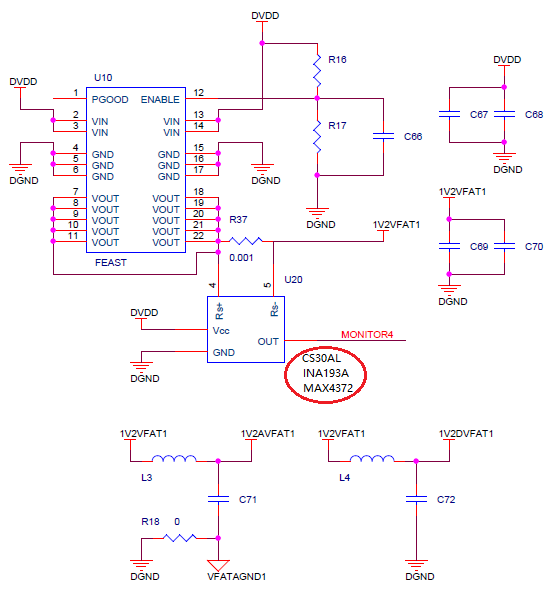 DVDD
R16
DVDD
U10
DVDD
1 PGOOD ENABLE 12
2 VIN VIN 13
3 VIN VIN 14
R17
C66
C67
C68
4 GND GND 15
5 GND GND 16
6 GND GND 17
DGND
DGND
DGND
DGND
7 VOUT VOUT 18
8 VOUT VOUT 19
9 VOUT VOUT 20
10 VOUT VOUT 21
11 VOUT VOUT 22
R37
0.001
1V2VFAT1
1V2VFAT1
C69
C70
DGND
FEAST
4
5
U20
Rs+
Rs-
DVDD
Vcc
GND
OUT
MONITOR4
DGND
CS30AL
INA193A
MAX4372
1V2VFAT1
1V2AVFAT1
1V2VFAT1
1V2DVFAT1
L3
L4
C71
C72
R18 0
DGND
VFATAGND1
DGND